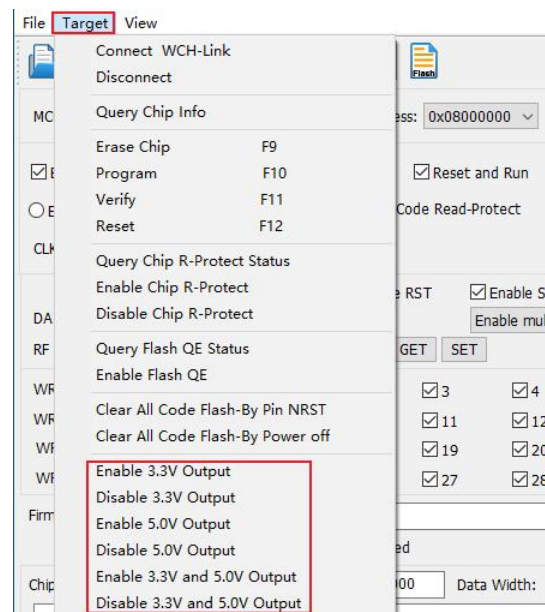 File Target View
Connect WCH-Link
Disconnect
Flash
MC
Query Chip Info
ess: 0x08000000
Erase Chip F9
Program F10
Reset and Run
Verify F11
Code Read-Protect
Reset F12
CLK
Query Chip R-Protect Status
Enable Chip R-Protect
e RST Enable S
Disable Chip R-Protect
DA
Enable mul
RF
Query Flash QE Status
GET SET
Enable Flash QE
WR
3 4
Clear All Code Flash-By Pin NRST
WR
11 12
Clear All Code Flash-By Power off
WR
19 20
Enable 3.3V Output
WR
27 28
Disable 3.3V Output
Firm
Enable 5.0V Output
Disable 5.0V Output
ed
Enable 3.3V and 5.0V Output
Chip
000 Data Width:
Disable 3.3V and 5.0V Output